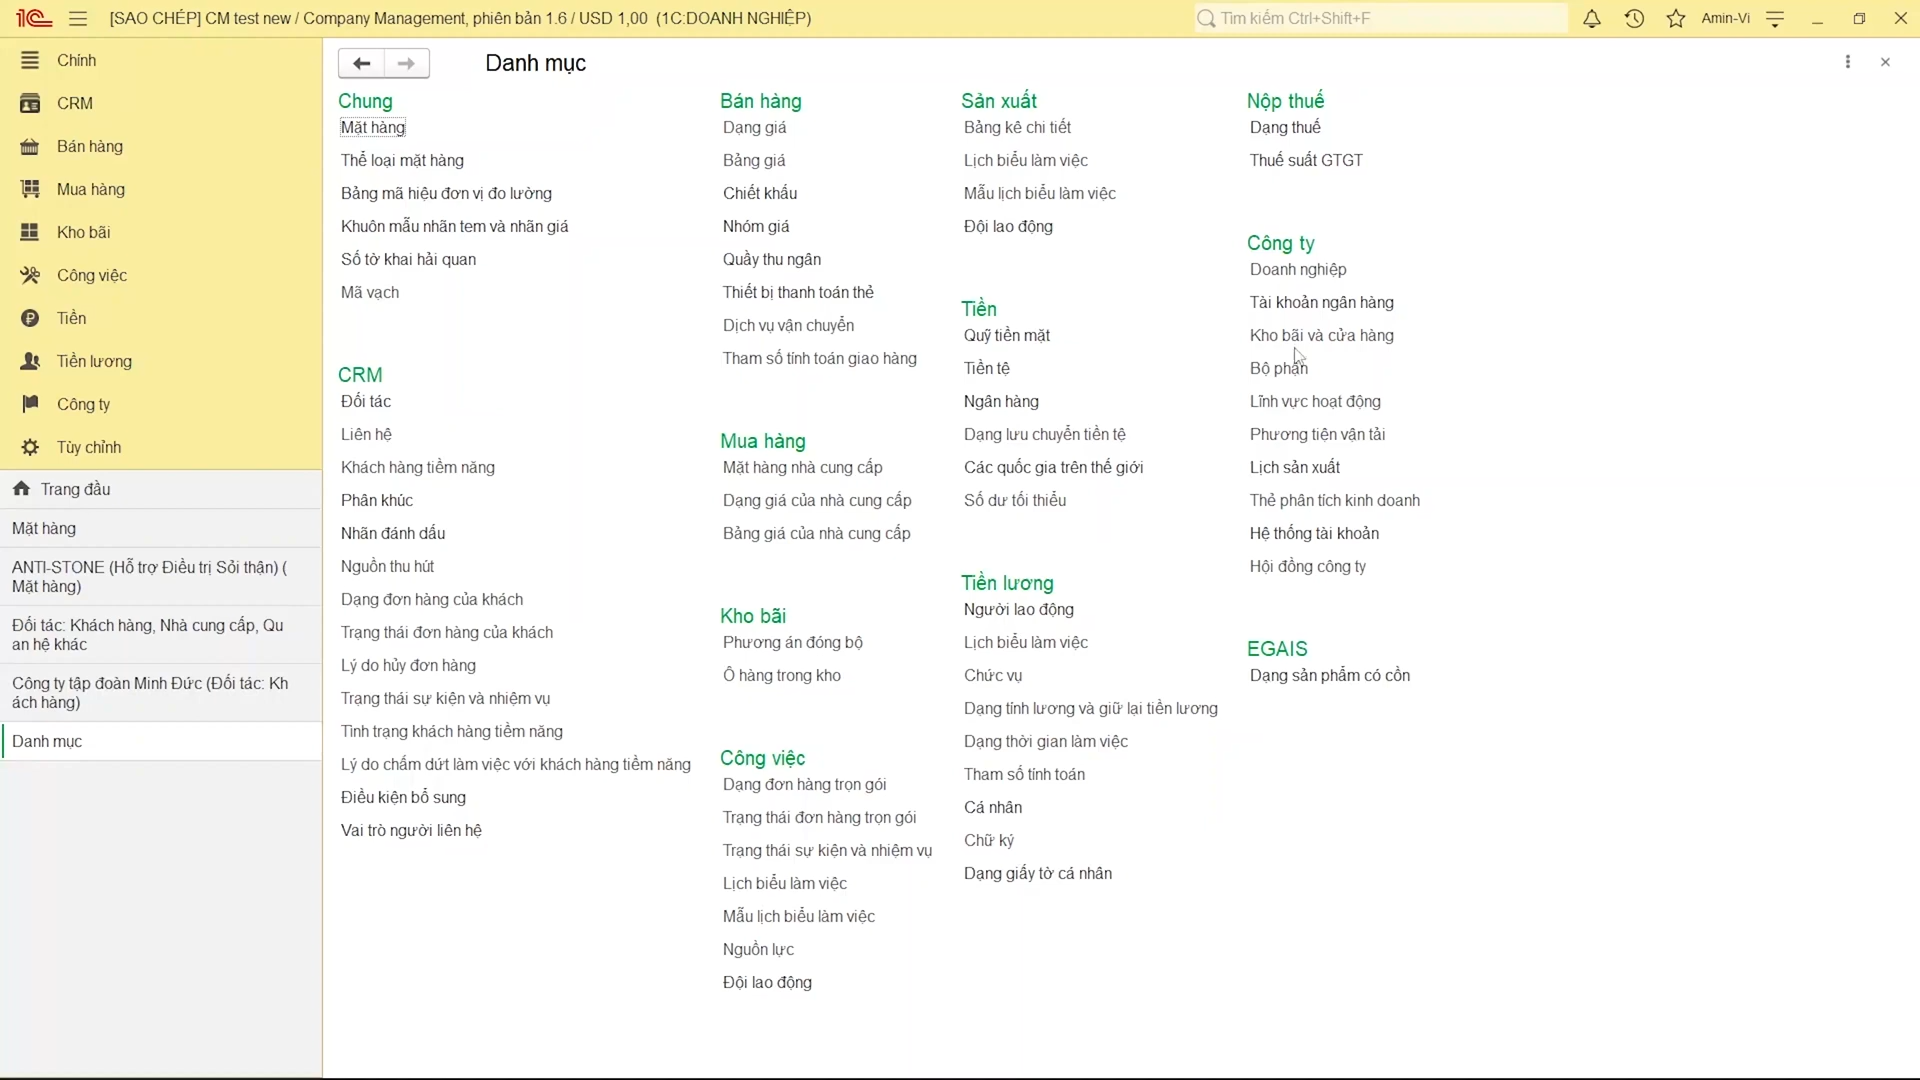 [SAO CHÉP] CM test new / Company Management, phiên bản 1.6 / USD 1,00 (1C:DOANH NGHIỆP)
Tìm kiếm Ctrl+Shift+F
Amin-Vi
Chính
CRM
Bán hàng
Mua hàng
Kho bãi
Công việc
Tiền
Tiền lương
Công ty
Tùy chỉnh
Trang đầu
Mặt hàng
ANTI-STONE (Hỗ trợ Điều trị Sỏi thận) (
Mặt hàng)
Đối tác: Khách hàng, Nhà cung cấp, Qu
an hệ khác
Công ty tập đoàn Minh Đức (Đối tác: Kh
ách hàng)
Danh mục
Danh mục
Chung
Mặt hàng
Thể loại mặt hàng
Bảng mã hiệu đơn vị đo lường
Khuôn mẫu nhãn tem và nhãn giá
Số tờ khai hải quan
Mã vạch
CRM
Đối tác
Liên hệ
Khách hàng tiềm năng
Phân khúc
Nhãn đánh dấu
Nguồn thu hút
Dạng đơn hàng của khách
Trạng thái đơn hàng của khách
Lý do hủy đơn hàng
Trạng thái sự kiện và nhiệm vụ
Tình trạng khách hàng tiềm năng
Lý do chấm dứt làm việc với khách hàng tiềm năng
Điều kiện bổ sung
Vai trò người liên hệ
Bán hàng
Dạng giá
Bảng giá
Chiết khấu
Nhóm giá
Quầy thu ngân
Thiết bị thanh toán thẻ
Dịch vụ vận chuyển
Tham số tính toán giao hàng
Mua hàng
Mặt hàng nhà cung cấp
Dạng giá của nhà cung cấp
Bảng giá của nhà cung cấp
Kho bãi
Phương án đóng bộ
Ô hàng trong kho
Công việc
Dạng đơn hàng trọn gói
Trạng thái đơn hàng trọn gói
Trạng thái sự kiện và nhiệm vụ
Lịch biểu làm việc
Mẫu lịch biểu làm việc
Nguồn lực
Đội lao động
Sản xuất
Bảng kê chi tiết
Lịch biểu làm việc
Mẫu lịch biểu làm việc
Đội lao động
Tiền
Quỹ tiền mặt
Tiền tệ
Ngân hàng
Dạng lưu chuyển tiền tệ
Các quốc gia trên thế giới
Số dư tối thiểu
Tiền lương
Người lao động
Lịch biểu làm việc
Chức vụ
Dạng tính lương và giữ lại tiền lương
Dạng thời gian làm việc
Tham số tính toán
Cá nhân
Chữ ký
Dạng giấy tờ cá nhân
Nộp thuế
Dạng thuế
Thuế suất GTGT
Công ty
Doanh nghiệp
Tài khoản ngân hàng
Kho bãi và cửa hàng
Bộ phận
Lĩnh vực hoạt động
Phương tiện vận tải
Lịch sản xuất
Thẻ phân tích kinh doanh
Hệ thống tài khoản
Hội đồng công ty
EGAIS
Dạng sản phẩm có cồn